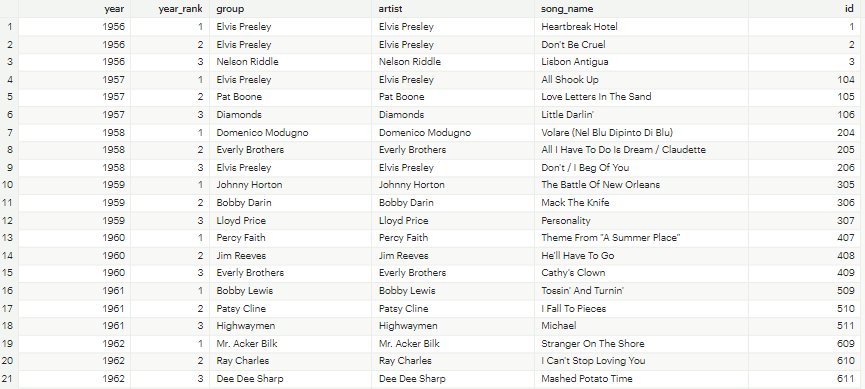 year year_rank group artist song_name id
1 1956 1 Elvis Presley Elvis Presley Heartbreak Hotel 1
2 1956 2 Elvis Presley Elvis Presley Don't Be Cruel 2
3 1956 3 Nelson Riddle Nelson Riddle Lisbon Antigua 3
4 1957 1 Elvis Presley Elvis Presley All Shook Up 104
5 1957 2 Pat Boone Pat Boone Love Letters In The Sand 105
6 1957 3 Diamonds Diamonds Little Darlin' 106
7 1958 1 Domenico Modugno Domenico Modugno Volare (Nel Blu Dipinto Di Blu) 204
8 1958 2 Everly Brothers Everly Brothers All I Have To Do Is Dream / Claudette 205
9 1958 3 Elvis Presley Elvis Presley Don't / I Beg Of You 206
10 1959 1 Johnny Horton Johnny Horton The Battle Of New Orleans 305
11 1959 2 Bobby Darin Bobby Darin Mack The Knife 306
12 1959 3 Lloyd Price Lloyd Price Personality 307
13 1960 1 Percy Faith Percy Faith Theme From "A Summer Place" 407
14 1960 2 Jim Reeves Jim Reeves He'll Have To Go 408
15 1960 3 Everly Brothers Everly Brothers Cathy's Clown 409
16 1961 1 Bobby Lewis Bobby Lewis Tossin' And Turnin' 509
17 1961 2 Patsy Cline Patsy Cline I Fall To Pieces 510
18 1961 3 Highwaymen Highwaymen Michael 511
19 1962 1 Mr. Acker Bilk Mr. Acker Bilk Stranger On The Shore 609
20 1962 2 Ray Charles Ray Charles I Can't Stop Loving You 610
21 1962 3 Dee Dee Sharp Dee Dee Sharp Mashed Potato Time 611